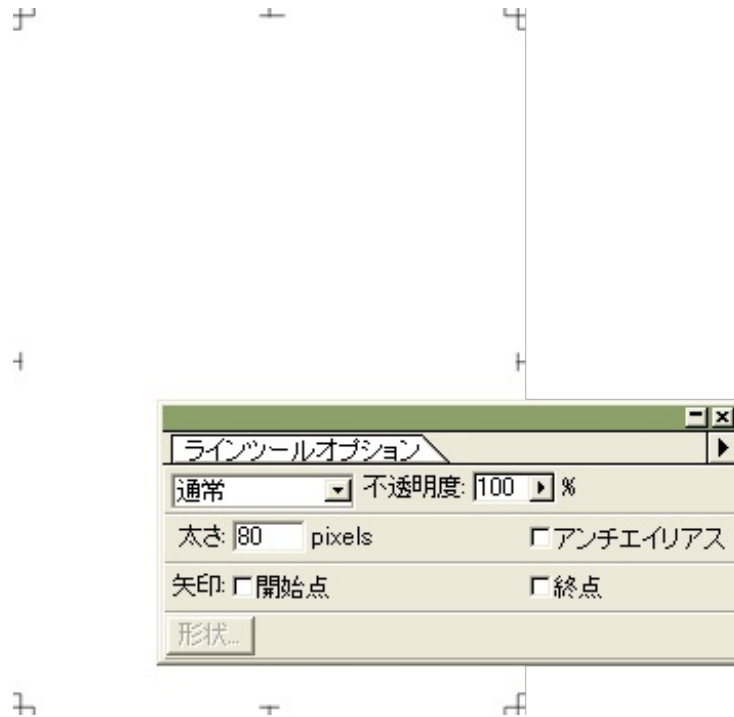 ラインツールオプション
通常 不透明度: 100 %
太さ: 80 pixels アンチエイリアス
矢印: 開始点 終点
形状...